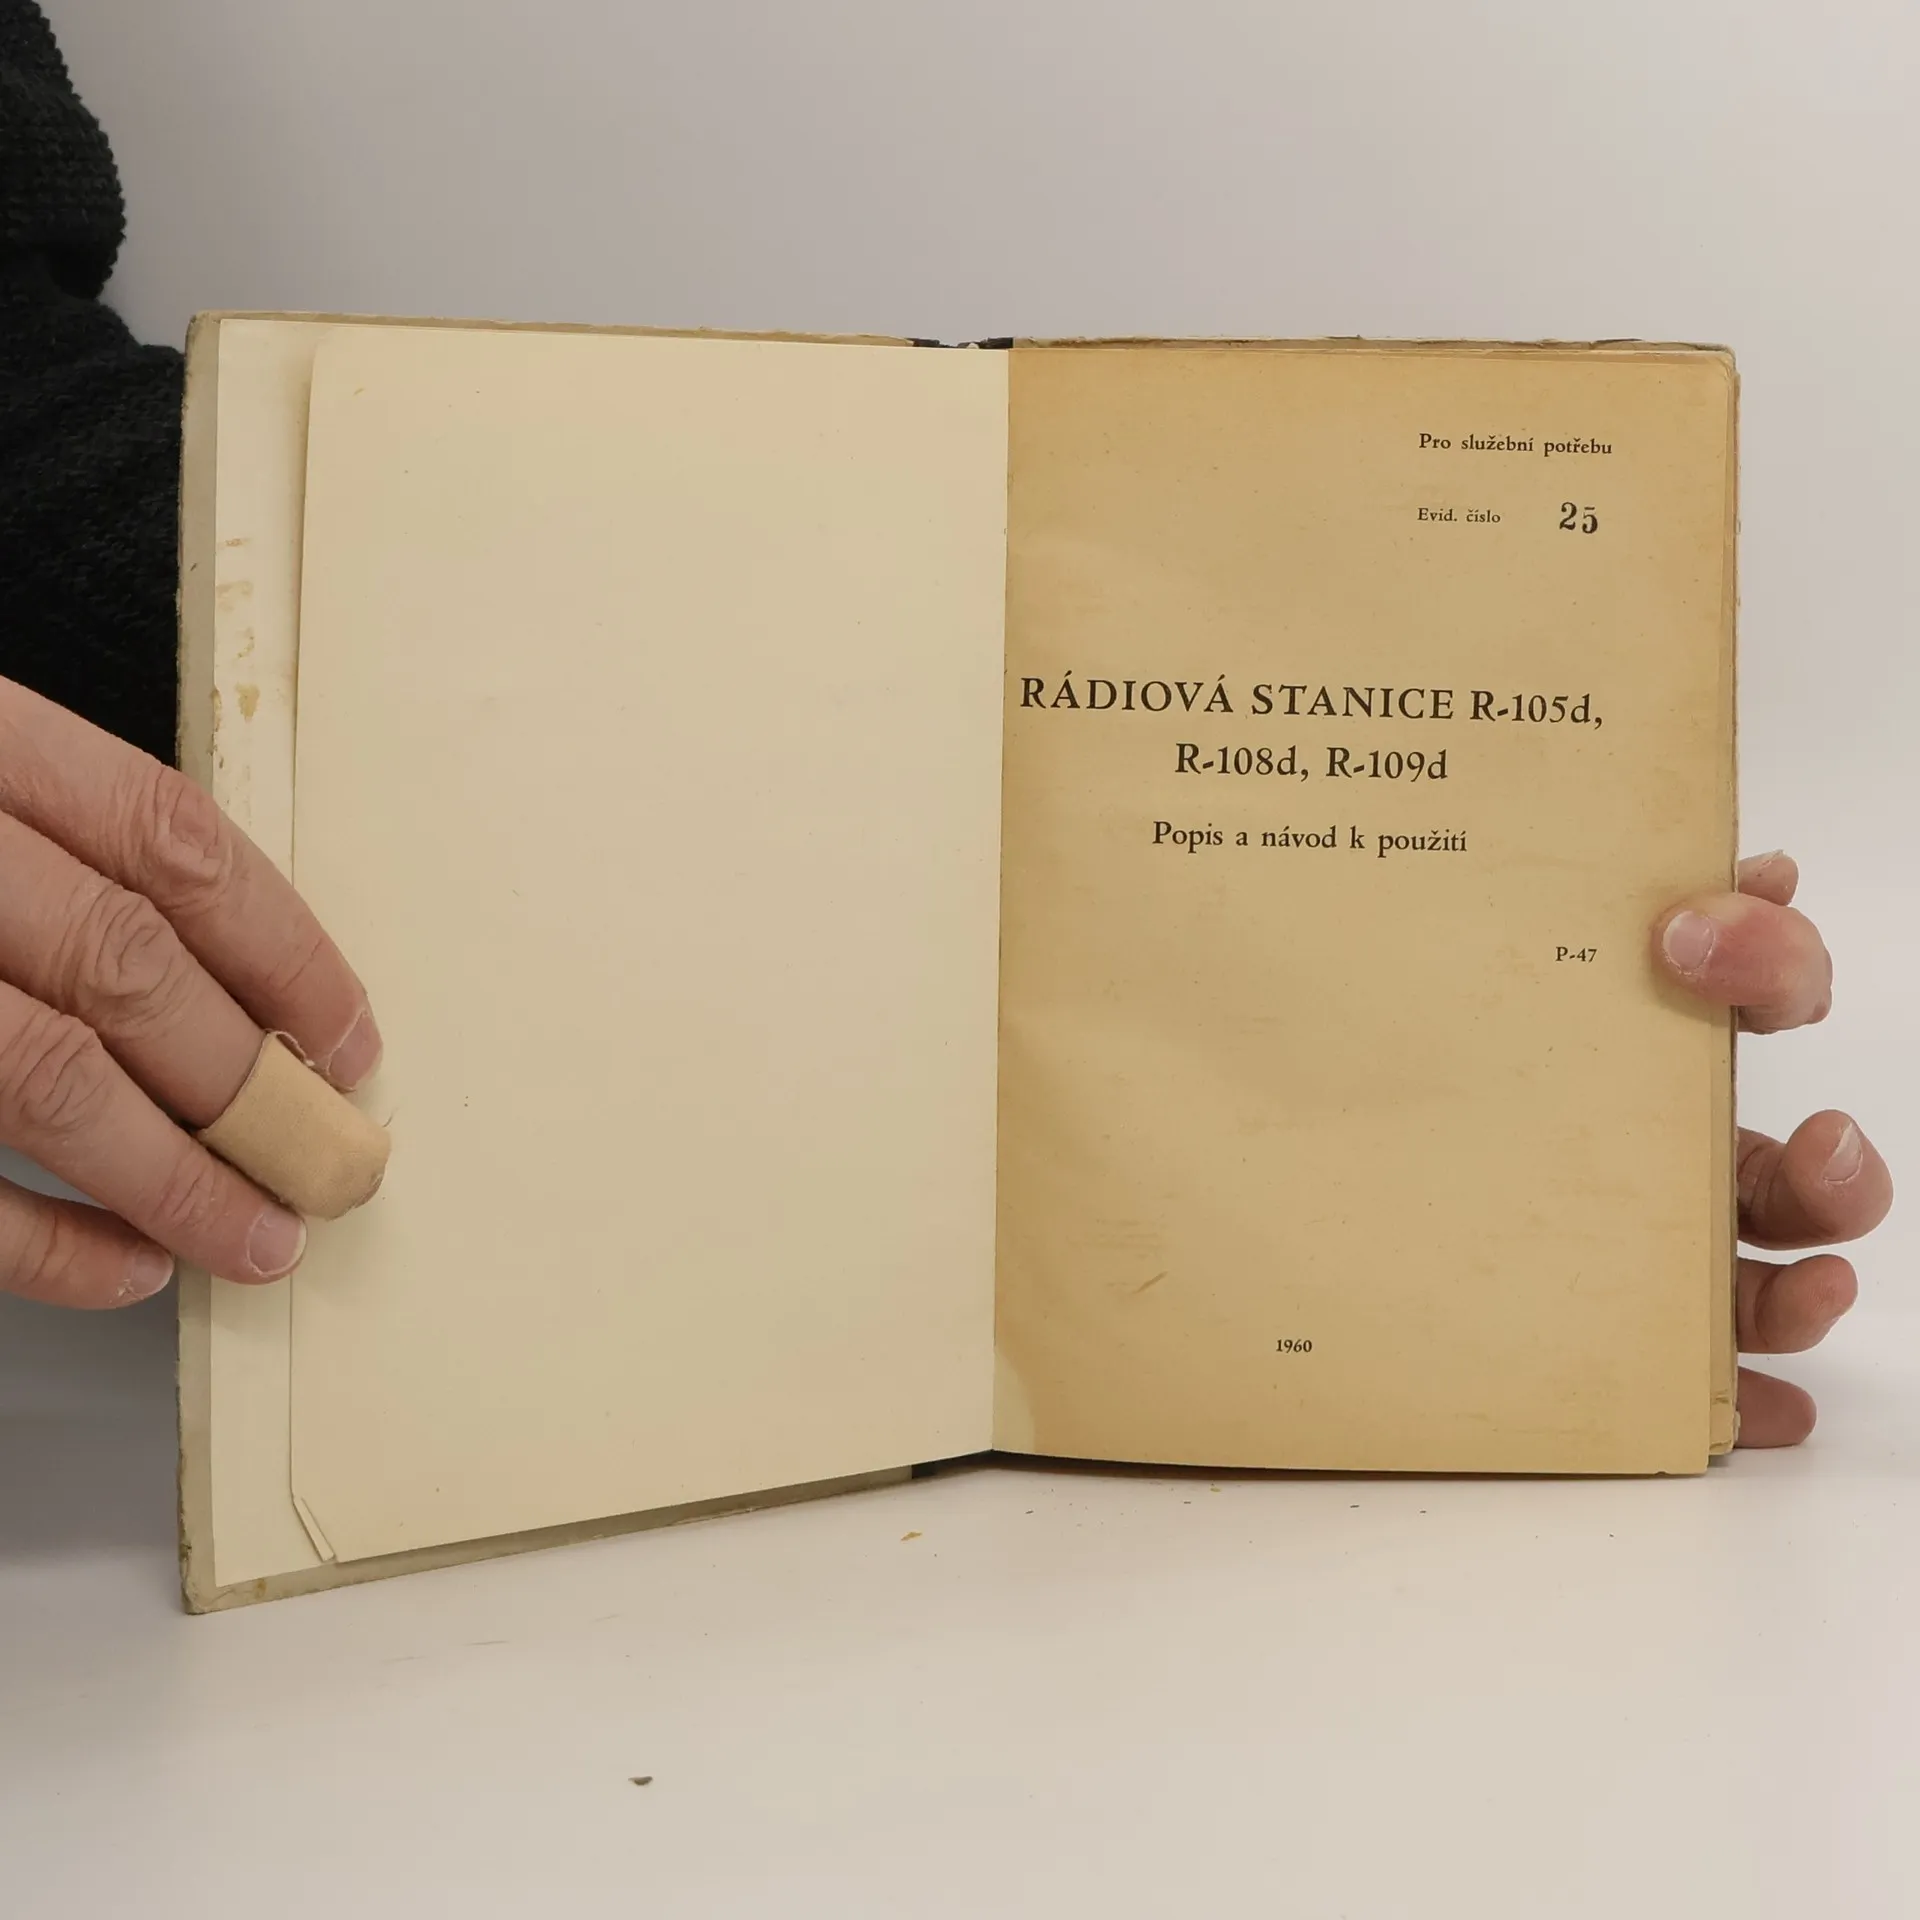 Pro služební potřebu
Evid. číslo 25
RÁDIOVÁ STANICE R-105d,
R-108d, R-109d
Popis a návod k použití
P-47
1960